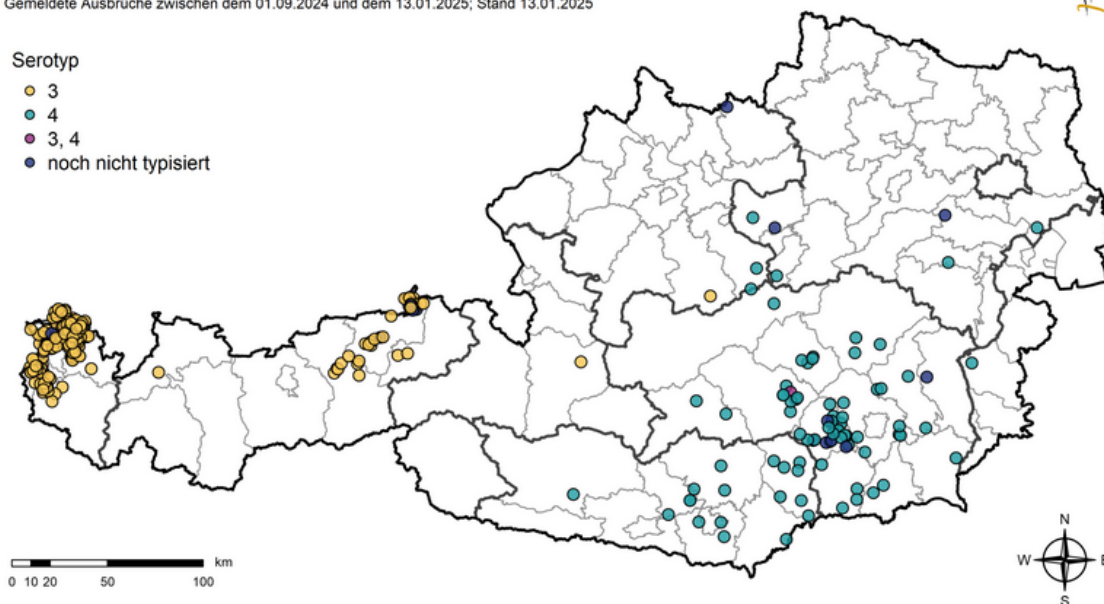 Gemeldete Ausbrüche zwischen dem 01.09.2024 und dem 13.01.2025; Stand 13.01.2025
Serotyp
3
4
3, 4
noch nicht typisiert
N
W
S
km
0 10 20 50 100